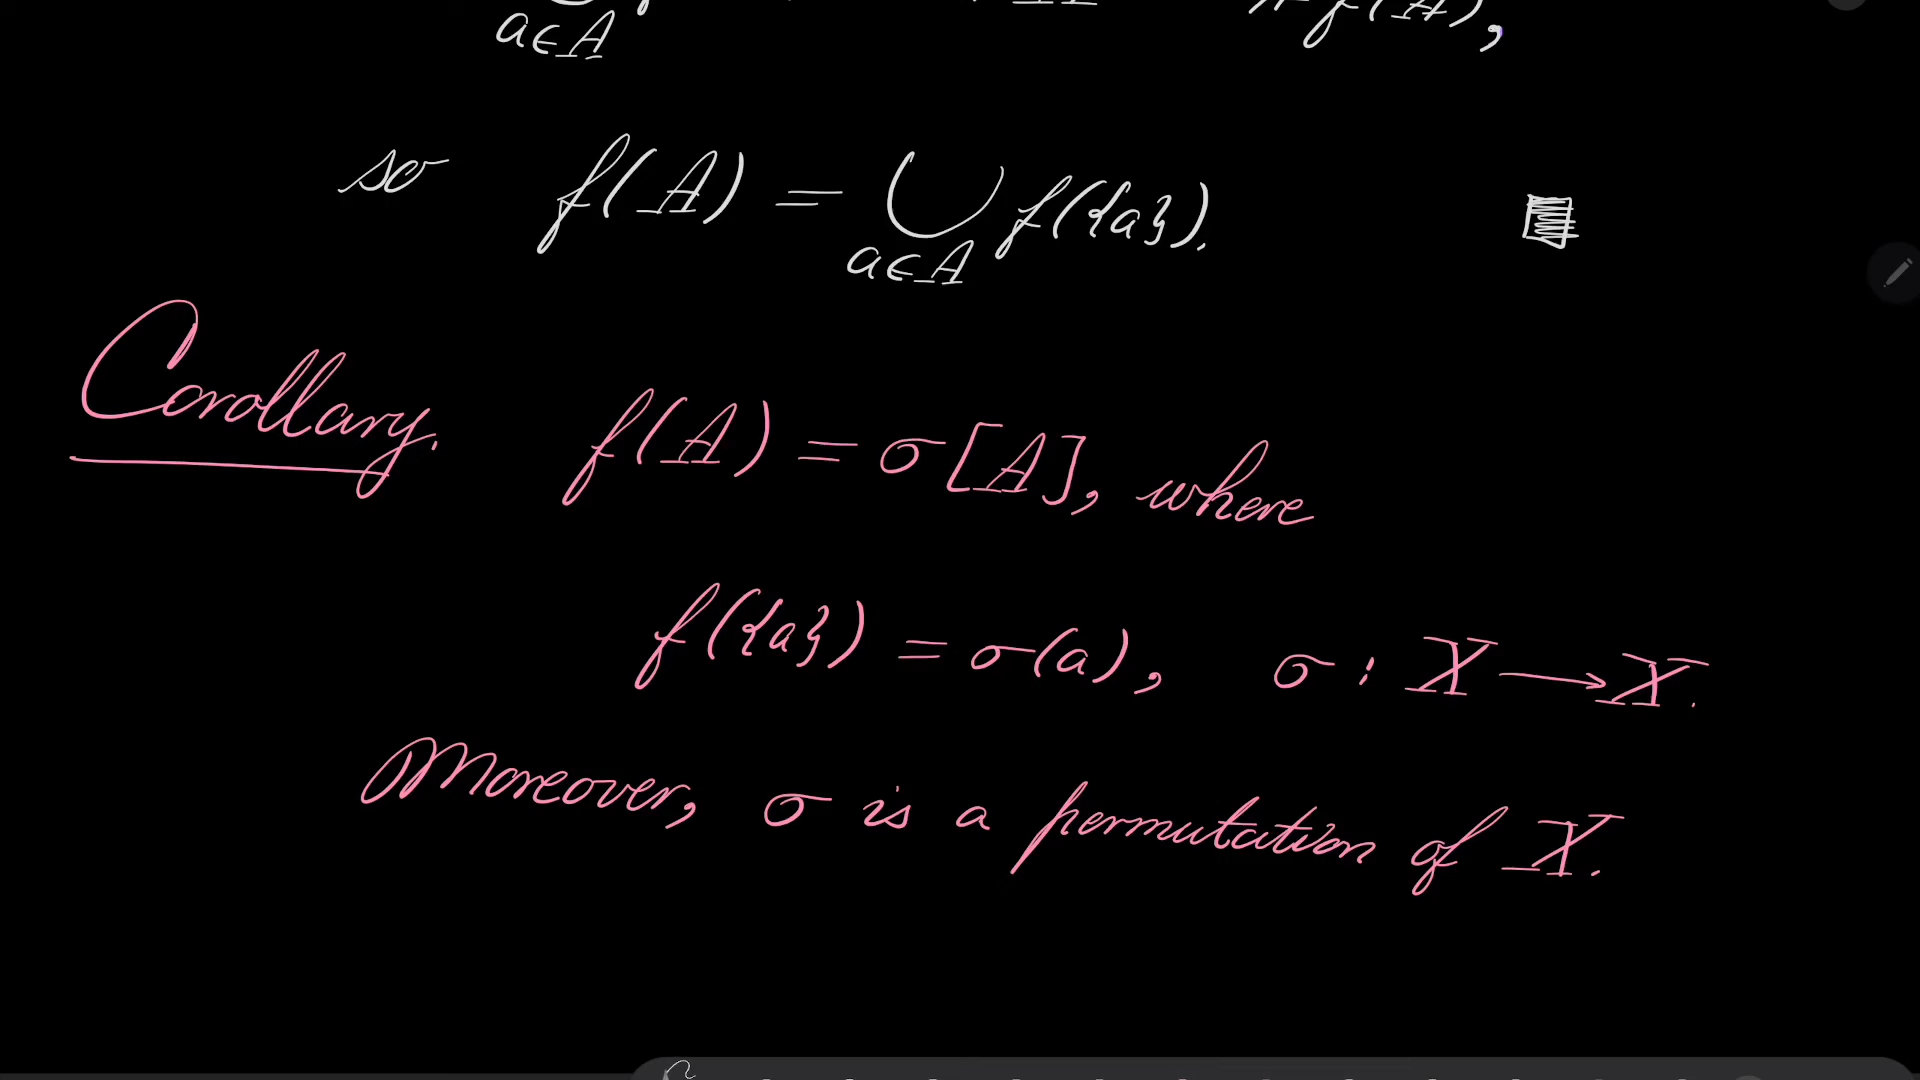 a∈A f(A),
so f(A) = ⋃ f({a}).
a∈A
Corollary. f(A) = σ[A], where
f({a}) = σ(a), σ : X → X.
Moreover, σ is a permutation of X.